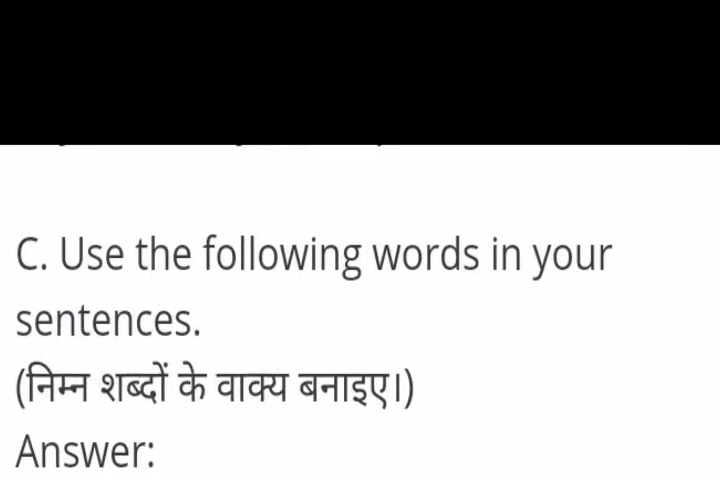 C. Use the following words in your
sentences.
(निम्न शब्दों के वाक्य बनाइए।)
Answer: